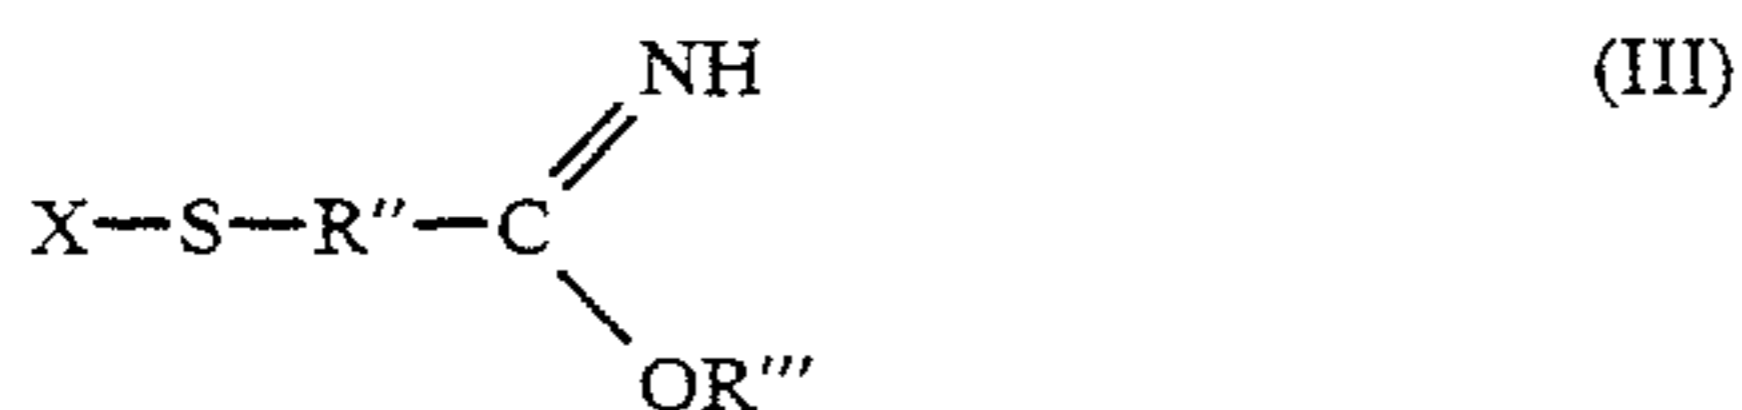 NH (III)
X—S—R″—C
OR‴